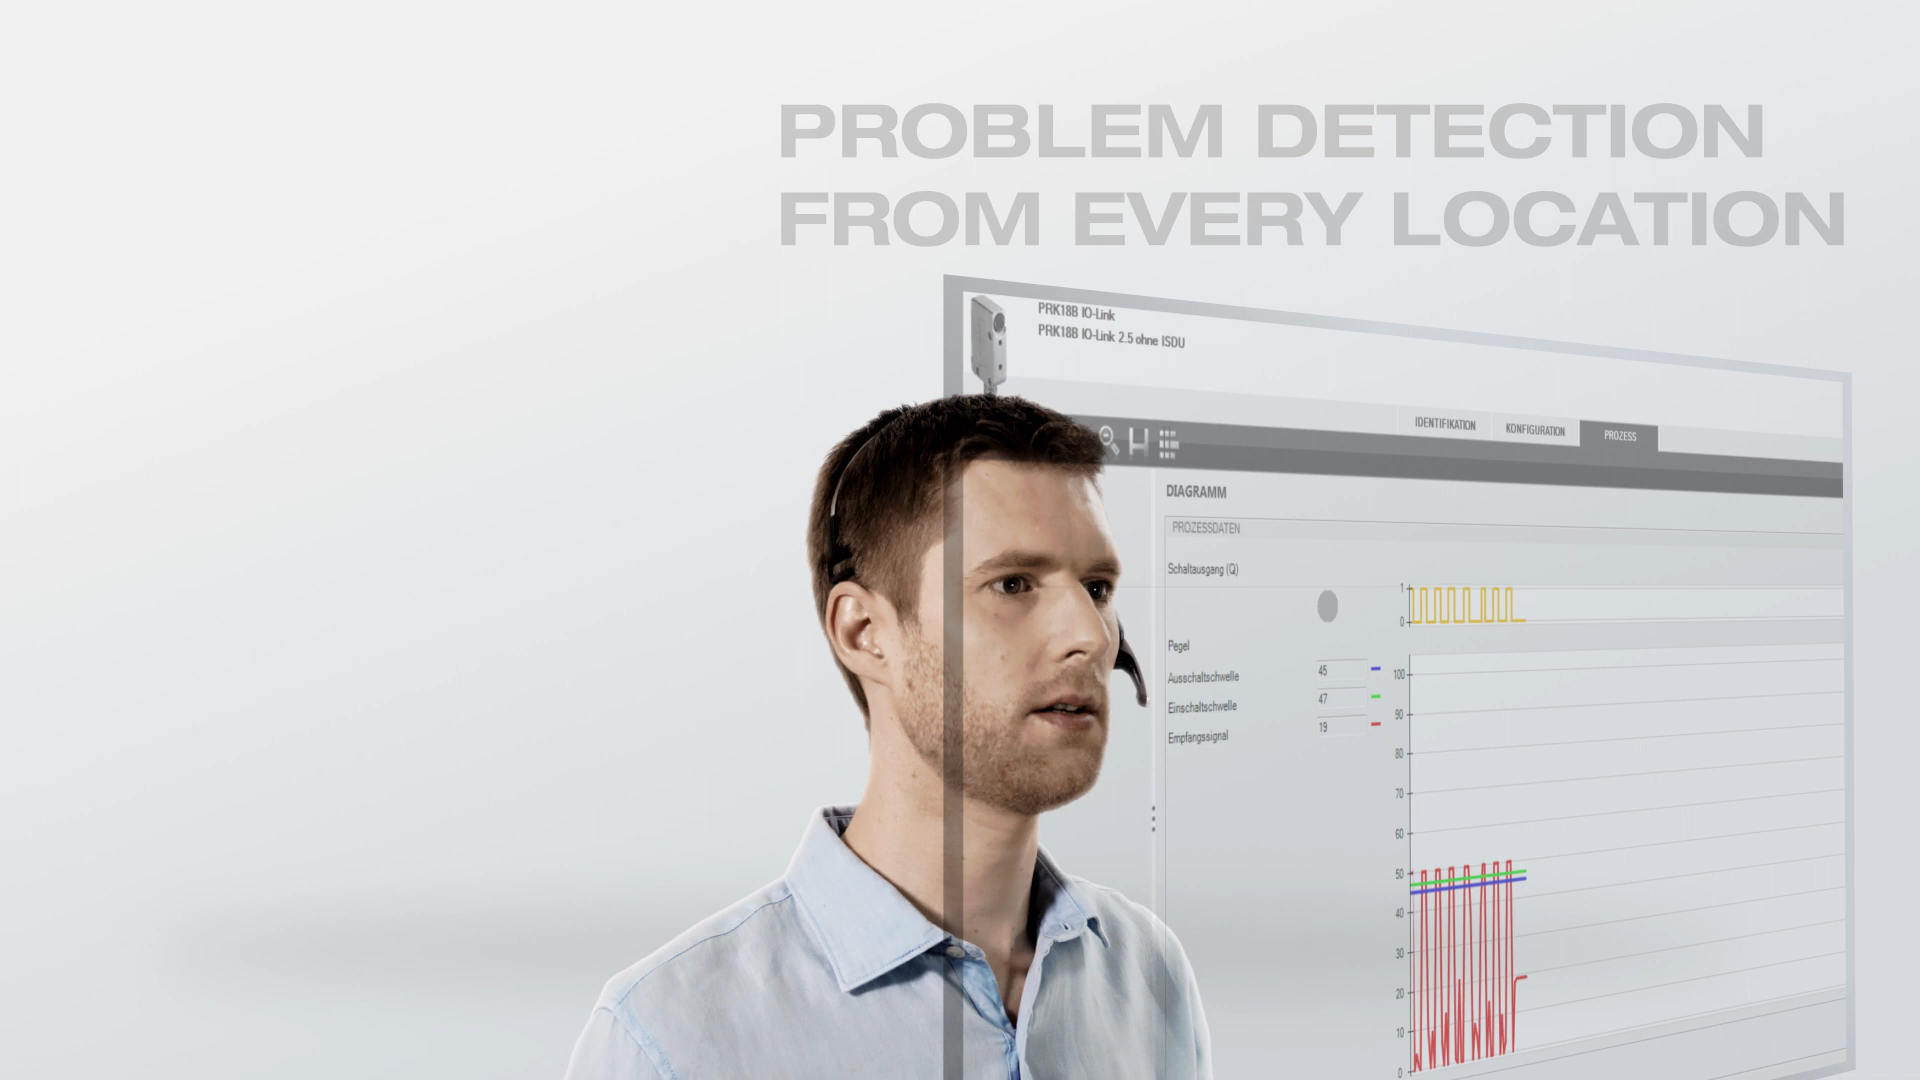 PROBLEM DETECTION
FROM EVERY LOCATION
PRK18B IO-Link
PRK18B IO-Link 2.5 ohne ISDU
IDENTIFIKATION
KONFIGURATION
PROZESS
DIAGRAMM
PROZESSDATEN
Schaltausgang (Q)
1
0
Pegel
Ausschaltschwelle 45
Einschaltschwelle 47
Empfangssignal 19
100
90
80
70
60
50
40
30
20
10
0